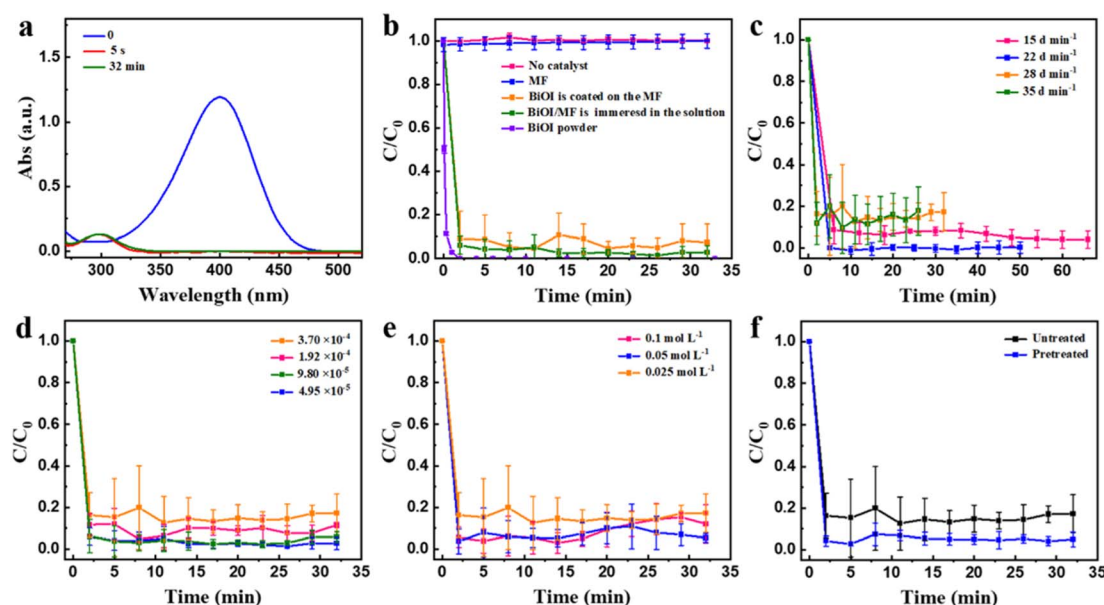 a
0
5 s
32 min
Abs (a.u.)
1.5
1.0
0.5
0.0
300
400
500
Wavelength (nm)
b
No catalyst
MF
BiOI is coated on the MF
BiOI/MF is immeresd in the solution
BiOI powder
C/C0
1.0
0.8
0.6
0.4
0.2
0.0
0 5 10 15 20 25 30 35
Time (min)
c
15 d min-1
22 d min-1
28 d min-1
35 d min-1
C/C0
1.0
0.8
0.6
0.4
0.2
0.0
0 10 20 30 40 50 60
Time (min)
d
3.70 ×10-4
1.92 ×10-4
9.80 ×10-5
4.95 ×10-5
C/C0
1.0
0.8
0.6
0.4
0.2
0.0
0 5 10 15 20 25 30 35
Time (min)
e
0.1 mol L-1
0.05 mol L-1
0.025 mol L-1
C/C0
1.0
0.8
0.6
0.4
0.2
0.0
0 5 10 15 20 25 30 35
Time (min)
f
Untreated
Pretreated
C/C0
1.0
0.8
0.6
0.4
0.2
0.0
0 5 10 15 20 25 30 35
Time (min)